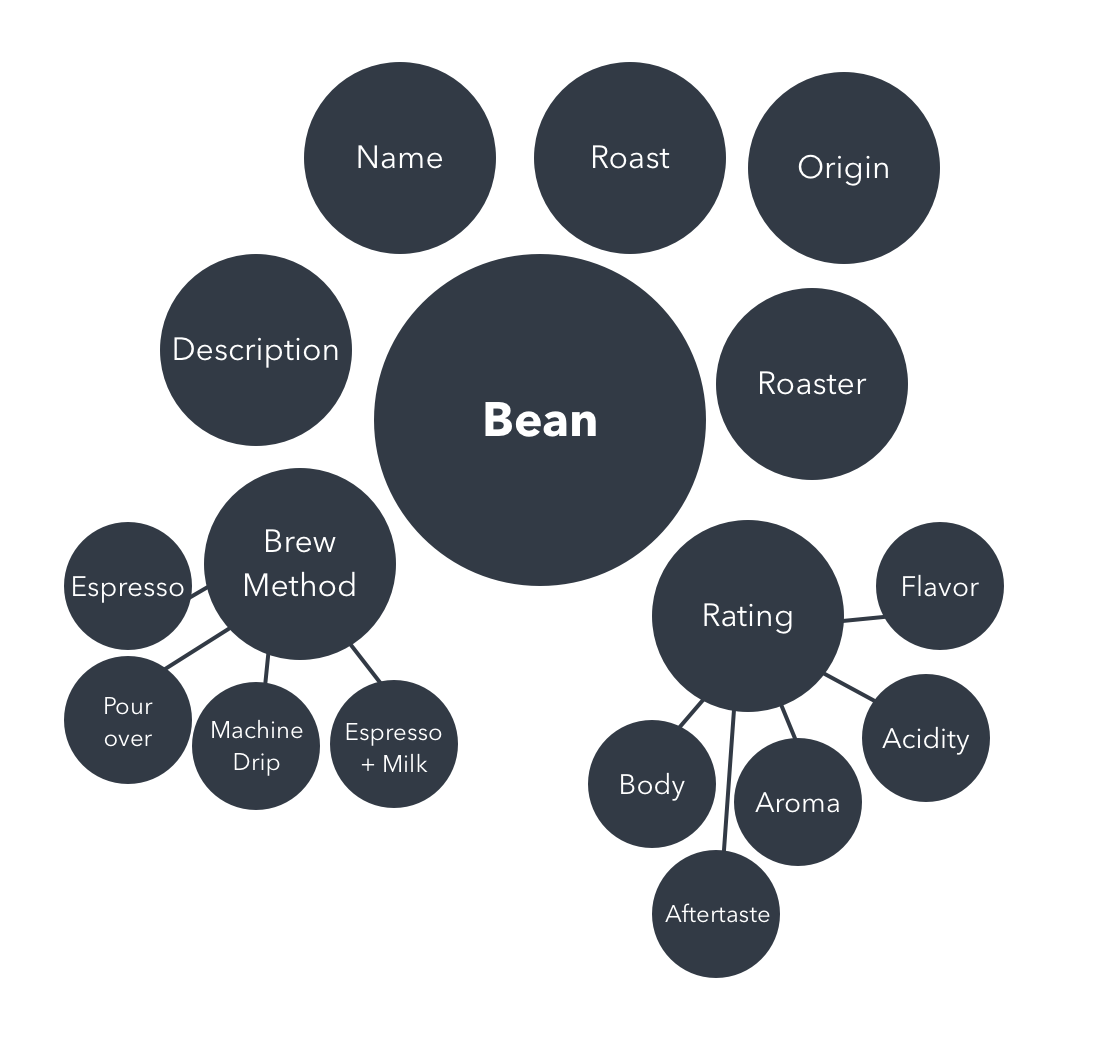 Name
Roast
Origin
Description
Bean
Roaster
Brew
Method
Espresso
Pour
over
Machine
Drip
Espresso
+ Milk
Rating
Flavor
Acidity
Body
Aroma
Aftertaste